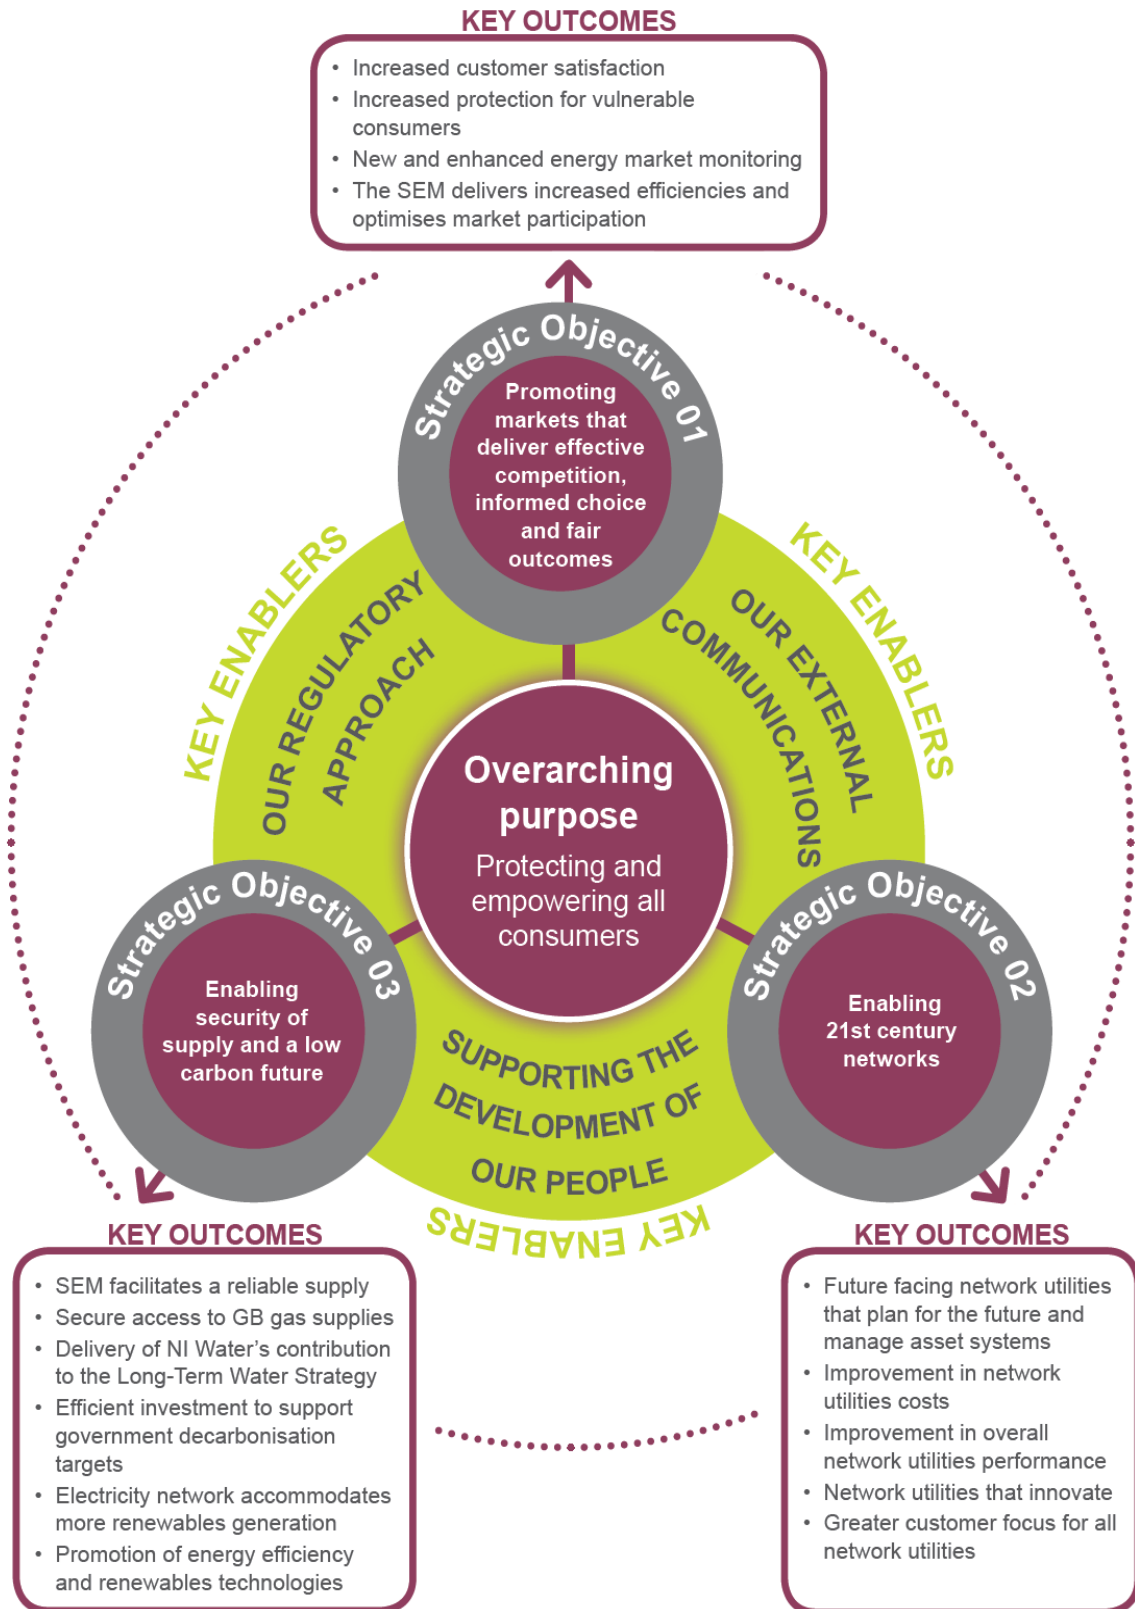 KEY OUTCOMES
• Increased customer satisfaction
• Increased protection for vulnerable
consumers
• New and enhanced energy market monitoring
• The SEM delivers increased efficiencies and
optimises market participation
Strategic Objective 01
Promoting
markets that
deliver effective
competition,
informed choice
and fair
outcomes
KEY ENABLERS
OUR REGULATORY
APPROACH
KEY ENABLERS
OUR EXTERNAL
COMMUNICATIONS
Overarching
purpose
Protecting and
empowering all
consumers
Strategic Objective 03
Enabling
security of
supply and a low
carbon future
Strategic Objective 02
Enabling
21st century
networks
SUPPORTING THE
DEVELOPMENT OF
OUR PEOPLE
KEY ENABLERS
KEY OUTCOMES
• SEM facilitates a reliable supply
• Secure access to GB gas supplies
• Delivery of NI Water's contribution
to the Long-Term Water Strategy
• Efficient investment to support
government decarbonisation
targets
• Electricity network accommodates
more renewables generation
• Promotion of energy efficiency
and renewables technologies
KEY OUTCOMES
• Future facing network utilities
that plan for the future and
manage asset systems
• Improvement in network
utilities costs
• Improvement in overall
network utilities performance
• Network utilities that innovate
• Greater customer focus for all
network utilities